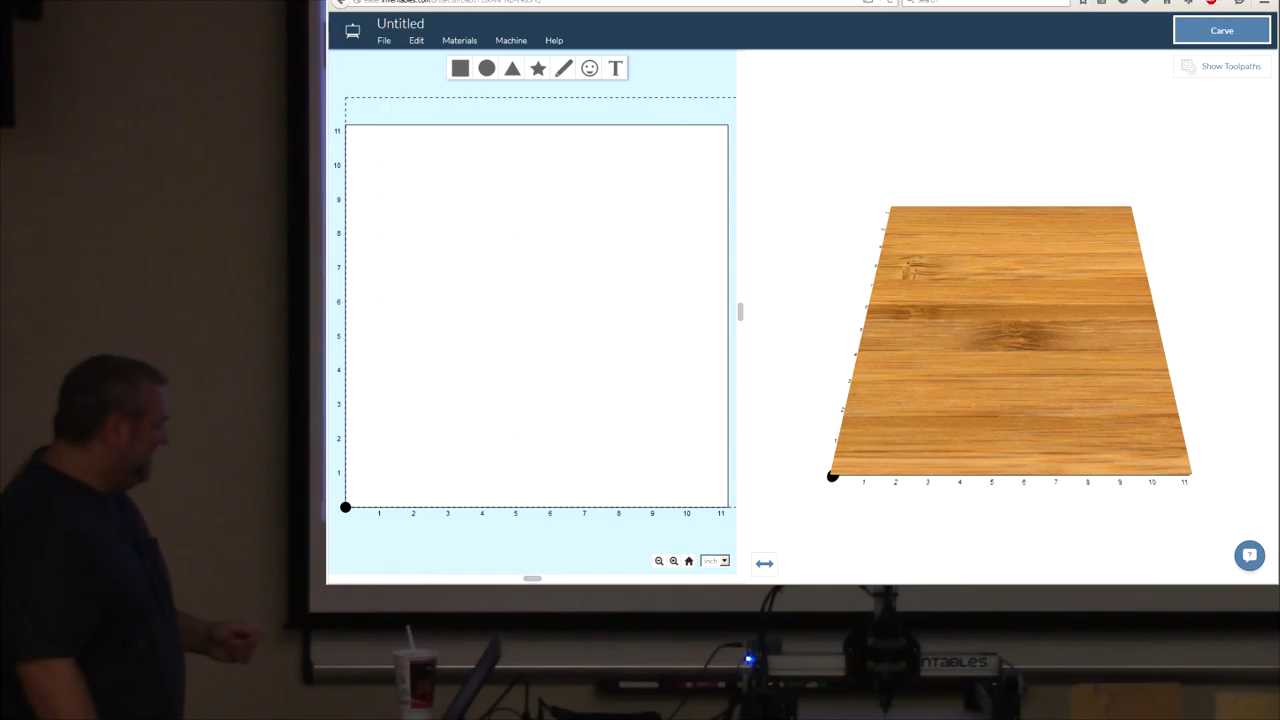 Untitled
File Edit Materials Machine Help
Carve
T
Show Toolpaths
11
10
9
8
7
6
5
4
3
2
1
1 2 3 4 5 6 7 8 9 10 11
inch
1 2 3 4 5 6 7 8 9 10 11
NTABLES